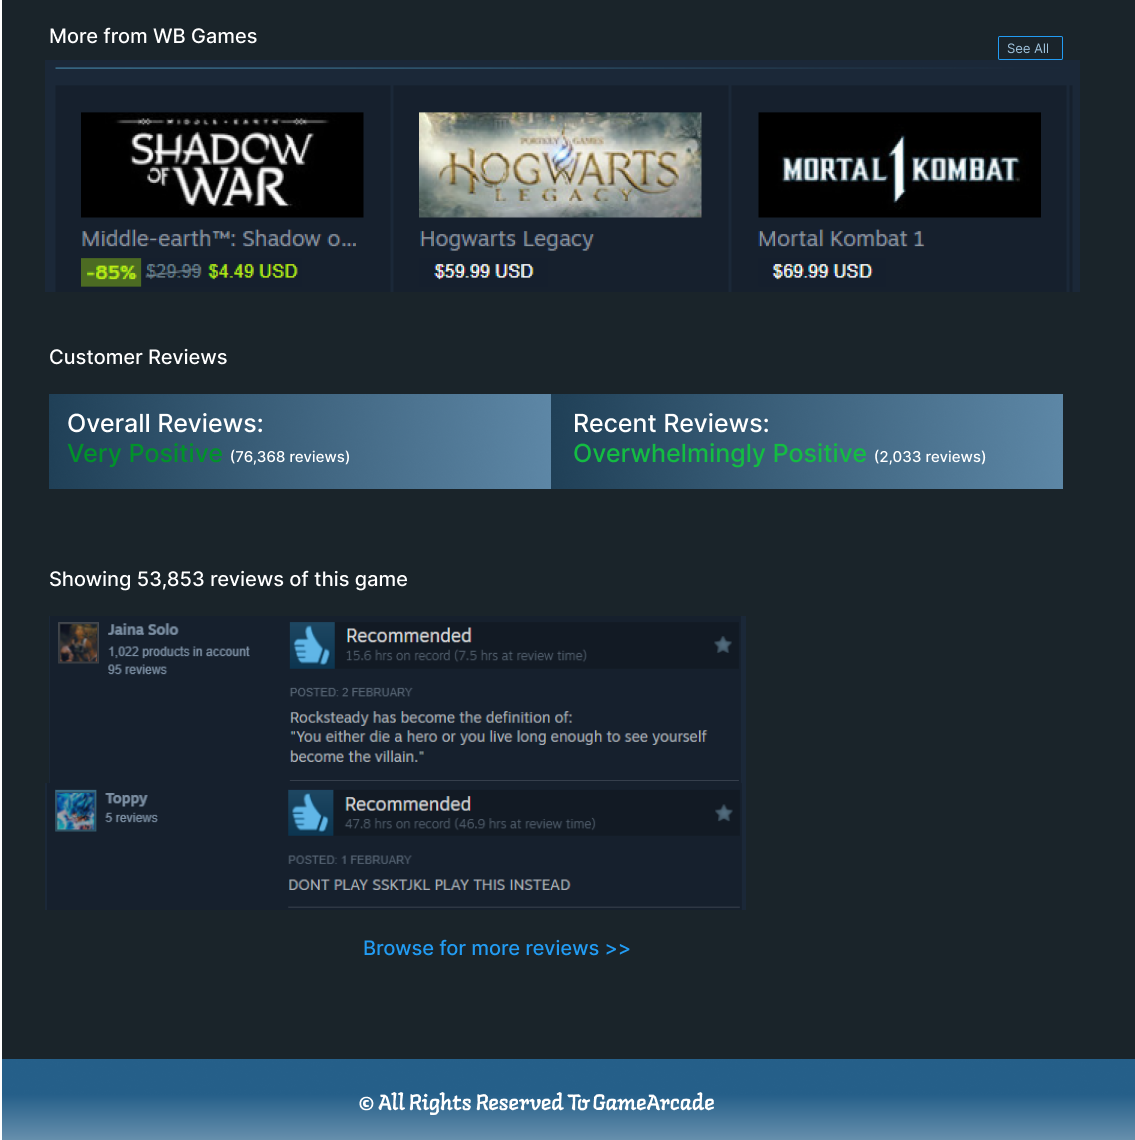 More from WB Games
See All
MIDDLE-EARTH
SHADOW
OF WAR
PORTKEY GAMES
HOGWARTS
LEGACY
MORTAL 1 KOMBAT
Middle-earth™: Shadow o...
Hogwarts Legacy
Mortal Kombat 1
-85% $29.99 $4.49 USD
$59.99 USD
$69.99 USD
Customer Reviews
Overall Reviews:
Very Positive (76,368 reviews)
Recent Reviews:
Overwhelmingly Positive (2,033 reviews)
Showing 53,853 reviews of this game
Jaina Solo
1,022 products in account
95 reviews
Recommended
15.6 hrs on record (7.5 hrs at review time)
POSTED: 2 FEBRUARY
Rocksteady has become the definition of:
"You either die a hero or you live long enough to see yourself
become the villain."
Toppy
5 reviews
Recommended
47.8 hrs on record (46.9 hrs at review time)
POSTED: 1 FEBRUARY
DONT PLAY SSKTJKL PLAY THIS INSTEAD
Browse for more reviews >>
© All Rights Reserved To GameArcade